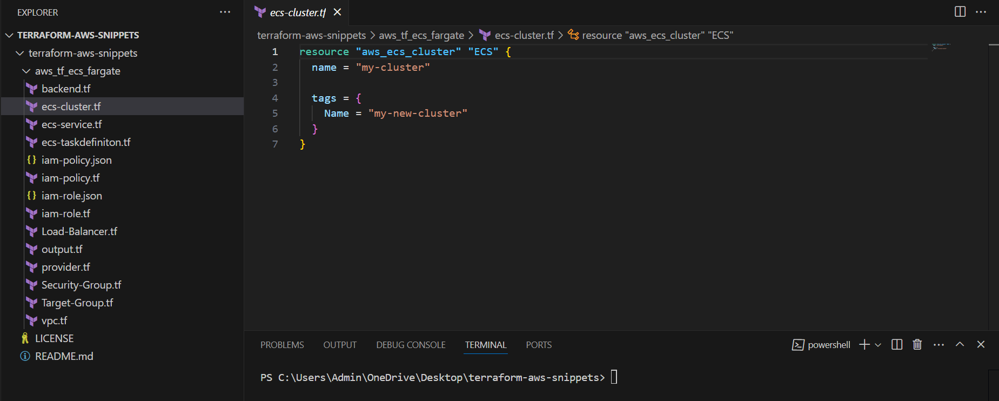 EXPLORER
TERRAFORM-AWS-SNIPPETS
terraform-aws-snippets
aws_tf_ecs_fargate
backend.tf
ecs-cluster.tf
ecs-service.tf
ecs-taskdefiniton.tf
iam-policy.json
iam-policy.tf
iam-role.json
iam-role.tf
Load-Balancer.tf
output.tf
provider.tf
Security-Group.tf
Target-Group.tf
vpc.tf
LICENSE
README.md
ecs-cluster.tf
terraform-aws-snippets > aws_tf_ecs_fargate > ecs-cluster.tf > resource "aws_ecs_cluster" "ECS"
1 resource "aws_ecs_cluster" "ECS" {
2   name = "my-cluster"
3
4   tags = {
5     Name = "my-new-cluster"
6   }
7 }
PROBLEMS OUTPUT DEBUG CONSOLE TERMINAL PORTS powershell
PS C:\Users\Admin\OneDrive\Desktop\terraform-aws-snippets>